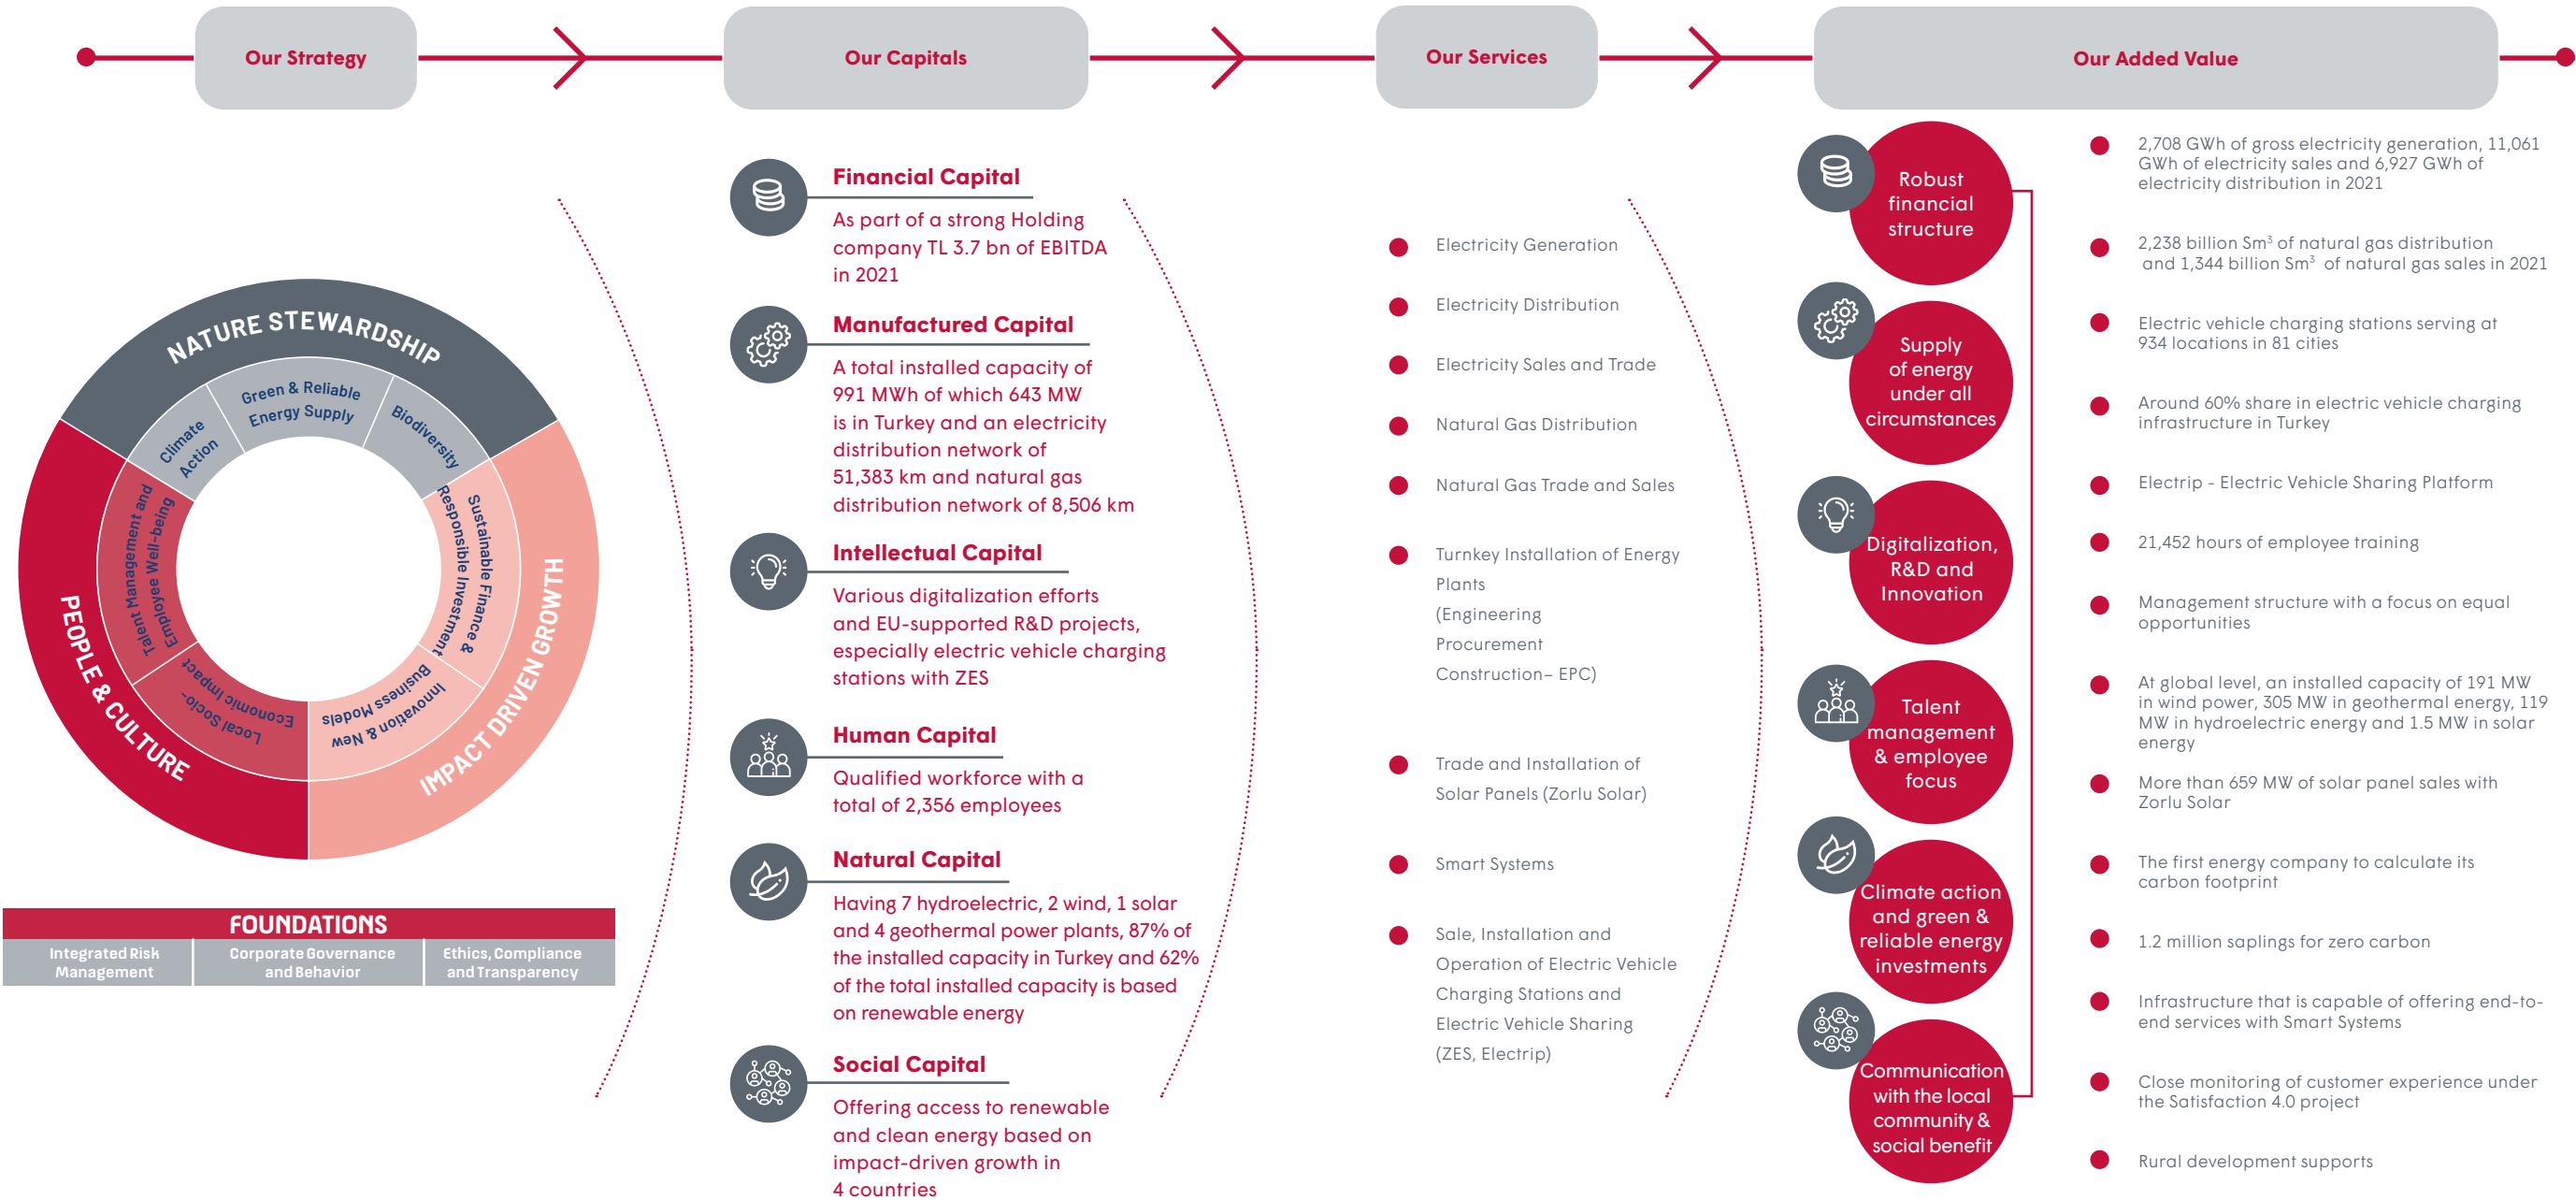 Our Strategy
Our Capitals
Our Services
Our Added Value
NATURE STEWARDSHIP
Climate
Action
Green & Reliable
Energy Supply
Biodiversity
PEOPLE & CULTURE
Talent Management and
Employee Well-being
Local Socio-
Economic Impact
IMPACT DRIVEN GROWTH
Sustainable Finance &
Responsible Investment
Innovation & New
Business Models
FOUNDATIONS
Integrated Risk
Management
Corporate Governance
and Behavior
Ethics, Compliance
and Transparency
Financial Capital
As part of a strong Holding
company TL 3.7 bn of EBITDA
in 2021
Manufactured Capital
A total installed capacity of
991 MWh of which 643 MW
is in Turkey and an electricity
distribution network of
51,383 km and natural gas
distribution network of 8,506 km
Intellectual Capital
Various digitalization efforts
and EU-supported R&D projects,
especially electric vehicle charging
stations with ZES
Human Capital
Qualified workforce with a
total of 2,356 employees
Natural Capital
Having 7 hydroelectric, 2 wind, 1 solar
and 4 geothermal power plants, 87% of
the installed capacity in Turkey and 62%
of the total installed capacity is based
on renewable energy
Social Capital
Offering access to renewable
and clean energy based on
impact-driven growth in
4 countries
Electricity Generation
Electricity Distribution
Electricity Sales and Trade
Natural Gas Distribution
Natural Gas Trade and Sales
Turnkey Installation of Energy
Plants
(Engineering
Procurement
Construction– EPC)
Trade and Installation of
Solar Panels (Zorlu Solar)
Smart Systems
Sale, Installation and
Operation of Electric Vehicle
Charging Stations and
Electric Vehicle Sharing
(ZES, Electrip)
Robust
financial
structure
Supply
of energy
under all
circumstances
Digitalization,
R&D and
Innovation
Talent
management
& employee
focus
Climate action
and green &
reliable energy
investments
Communication
with the local
community &
social benefit
2,708 GWh of gross electricity generation, 11,061
GWh of electricity sales and 6,927 GWh of
electricity distribution in 2021
2,238 billion Sm³ of natural gas distribution
and 1,344 billion Sm³ of natural gas sales in 2021
Electric vehicle charging stations serving at
934 locations in 81 cities
Around 60% share in electric vehicle charging
infrastructure in Turkey
Electrip - Electric Vehicle Sharing Platform
21,452 hours of employee training
Management structure with a focus on equal
opportunities
At global level, an installed capacity of 191 MW
in wind power, 305 MW in geothermal energy, 119
MW in hydroelectric energy and 1.5 MW in solar
energy
More than 659 MW of solar panel sales with
Zorlu Solar
The first energy company to calculate its
carbon footprint
1.2 million saplings for zero carbon
Infrastructure that is capable of offering end-to-
end services with Smart Systems
Close monitoring of customer experience under
the Satisfaction 4.0 project
Rural development supports